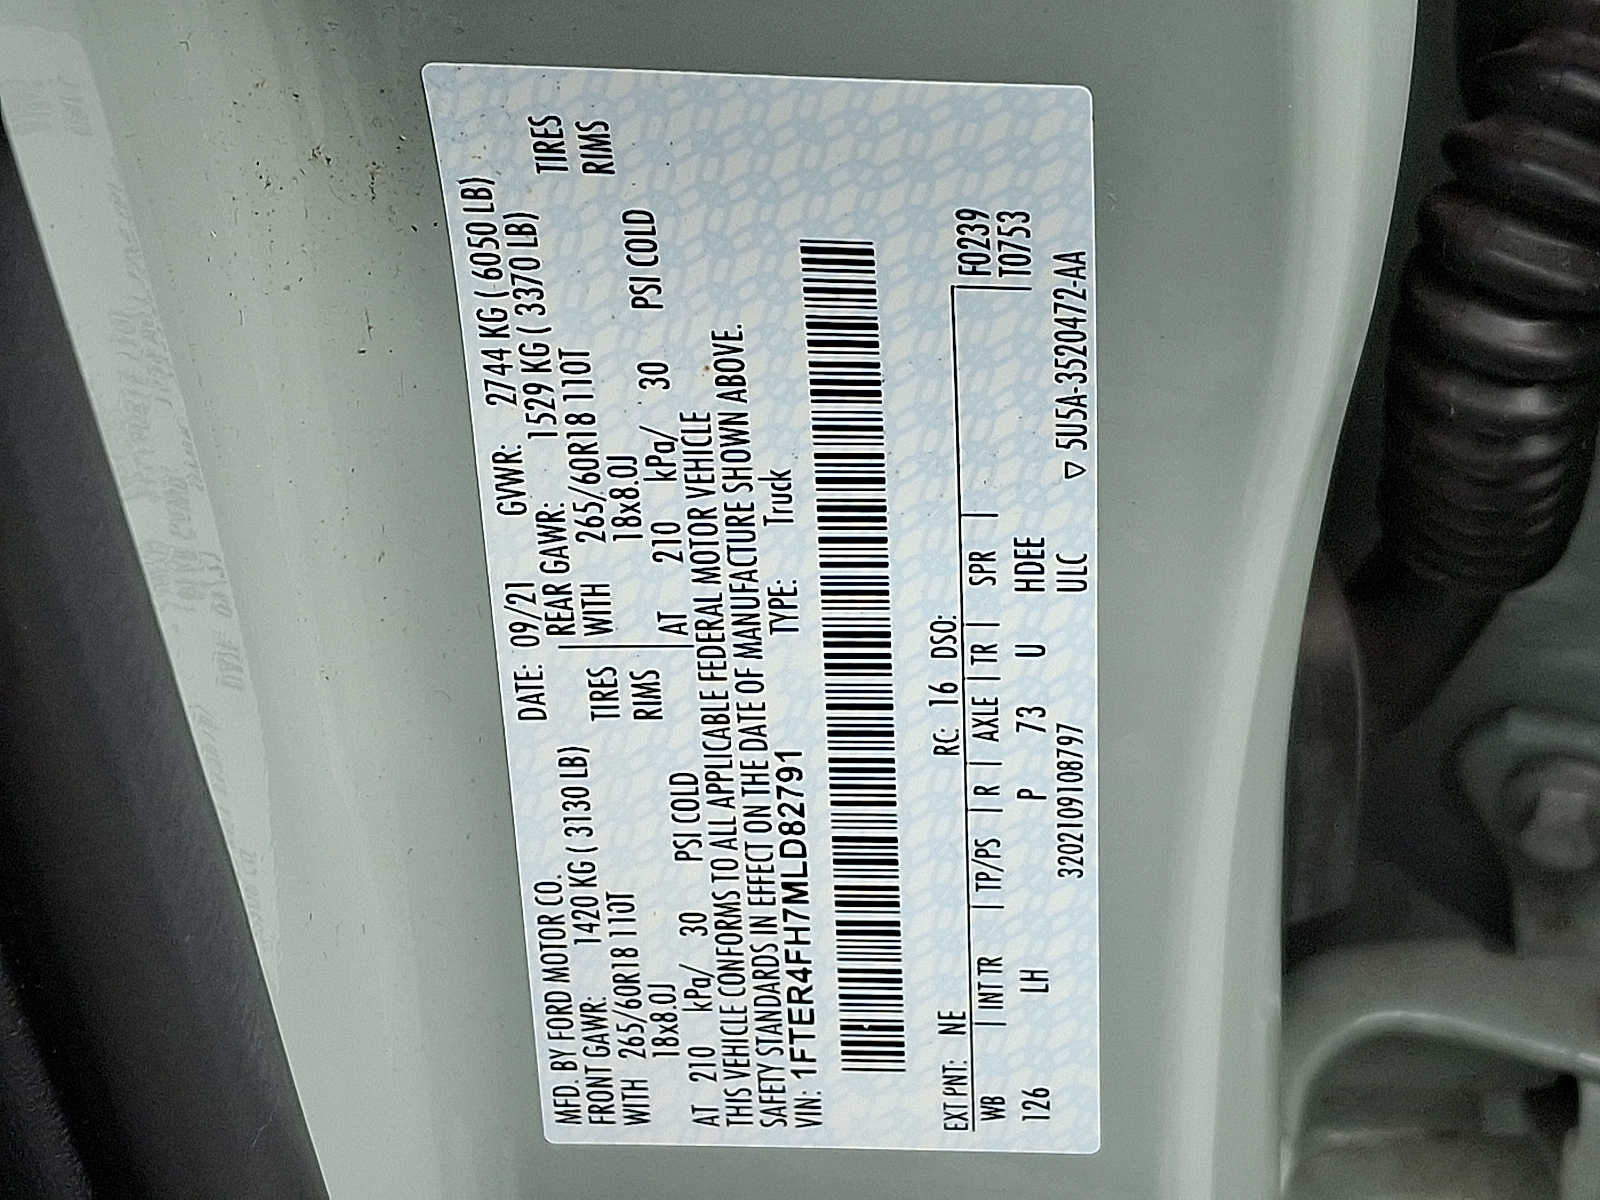 MFD. BY FORD MOTOR CO. DATE: 09/21 GVWR: 2744 KG ( 6050 LB)
FRONT GAWR: 1420 KG ( 3130 LB) REAR GAWR: 1529 KG ( 3370 LB)
WITH 265/60R18 110T TIRES WITH 265/60R18 110T TIRES
18x8.0J RIMS 18x8.0J RIMS
AT 210 kPa/ 30 PSI COLD AT 210 kPa/ 30 PSI COLD
THIS VEHICLE CONFORMS TO ALL APPLICABLE FEDERAL MOTOR VEHICLE
SAFETY STANDARDS IN EFFECT ON THE DATE OF MANUFACTURE SHOWN ABOVE.
VIN: 1FTER4FH7MLD82791 TYPE: Truck
EXT PNT: NE RC: 16 DSO: F0239
WB | INT TR | TP/PS | R | AXLE | TR | SPR | T0753
126 LH P 73 U HDEE
3202109108797 ULC ▽ 5U5A-3520472-AA